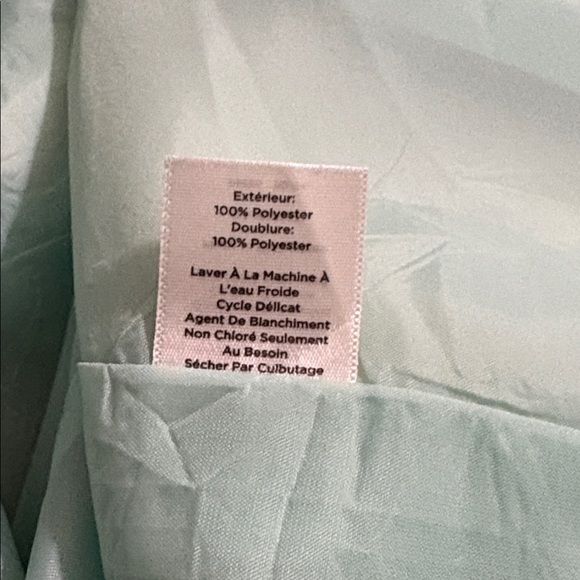 Extérieur:
100% Polyester
Doublure:
100% Polyester
Laver À La Machine À
L'eau Froide
Cycle Délicat
Agent De Blanchiment
Non Chloré Seulement
Au Besoin
Sécher Par Culbutage